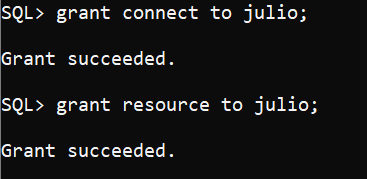 SQL> grant connect to julio;
Grant succeeded.
SQL> grant resource to julio;
Grant succeeded.